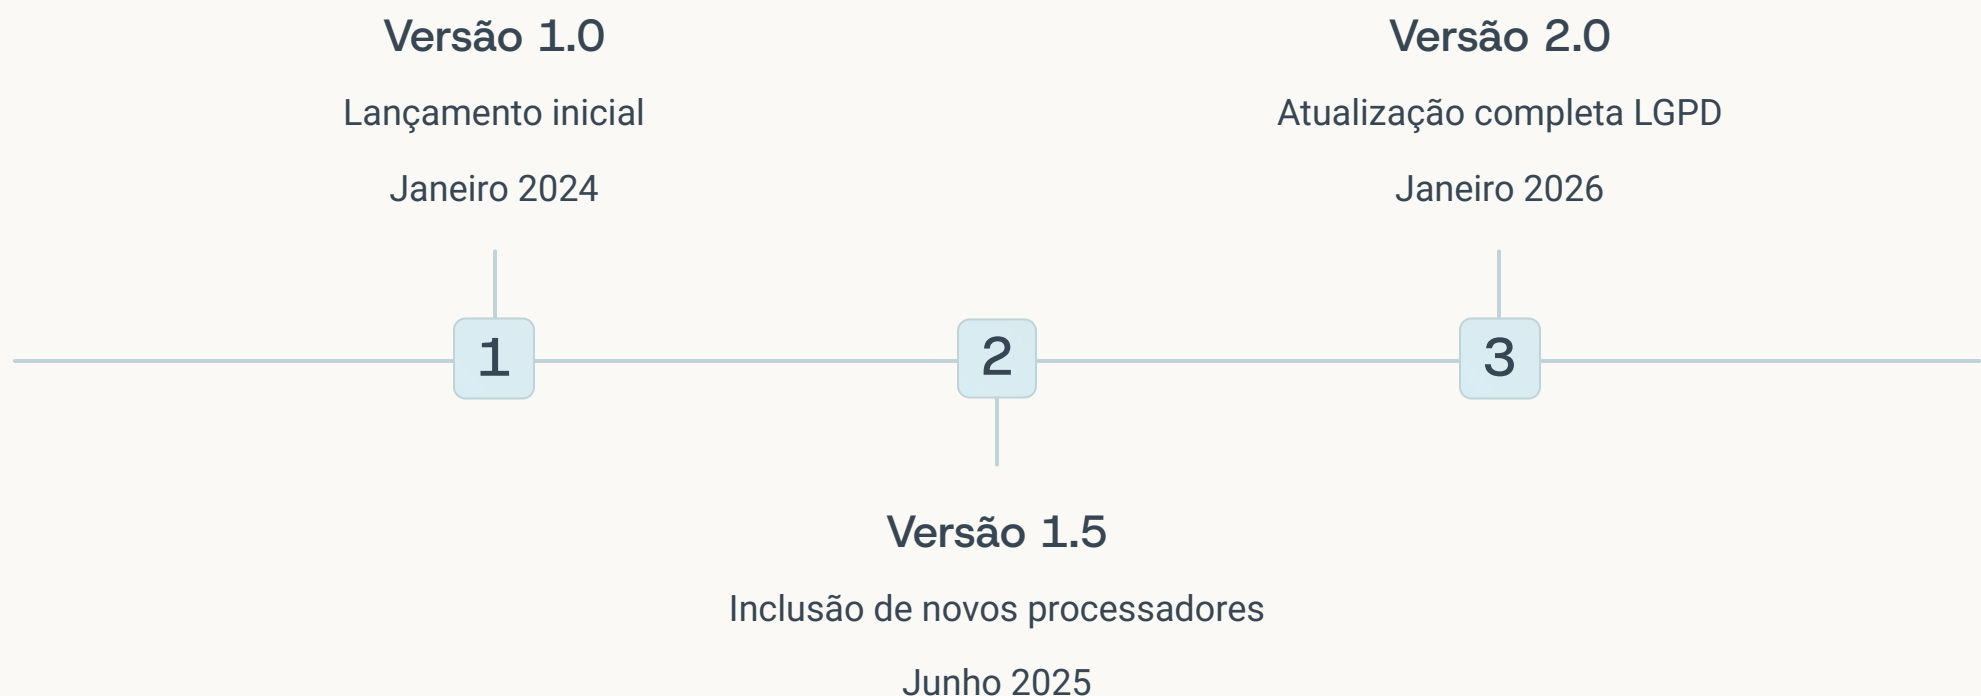 Versão 1.0
Lançamento inicial
Janeiro 2024
Versão 2.0
Atualização completa LGPD
Janeiro 2026
1
2
3
Versão 1.5
Inclusão de novos processadores
Junho 2025